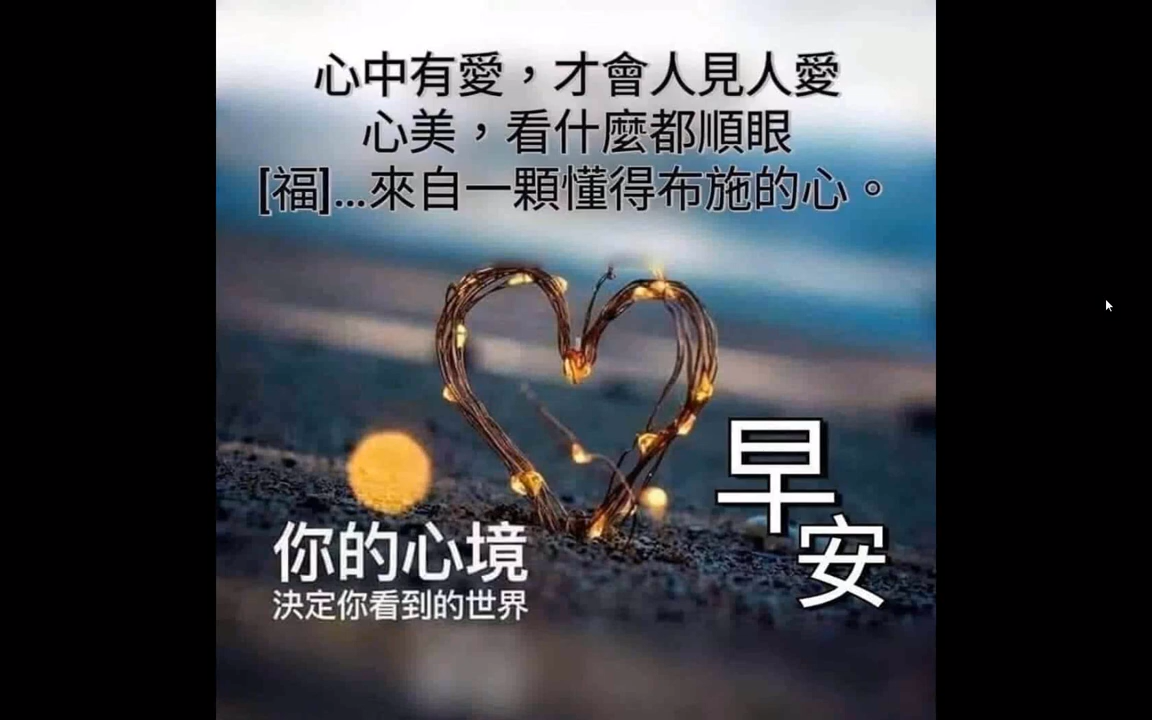 心中有愛，才會人見人愛
心美，看什麼都順眼
[福]...來自一顆懂得布施的心。
早
安
你的心境
決定你看到的世界